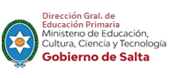 Dirección Gral. de
Educación Primaria
Ministerio de Educación,
Cultura, Ciencia y Tecnología
Gobierno de Salta